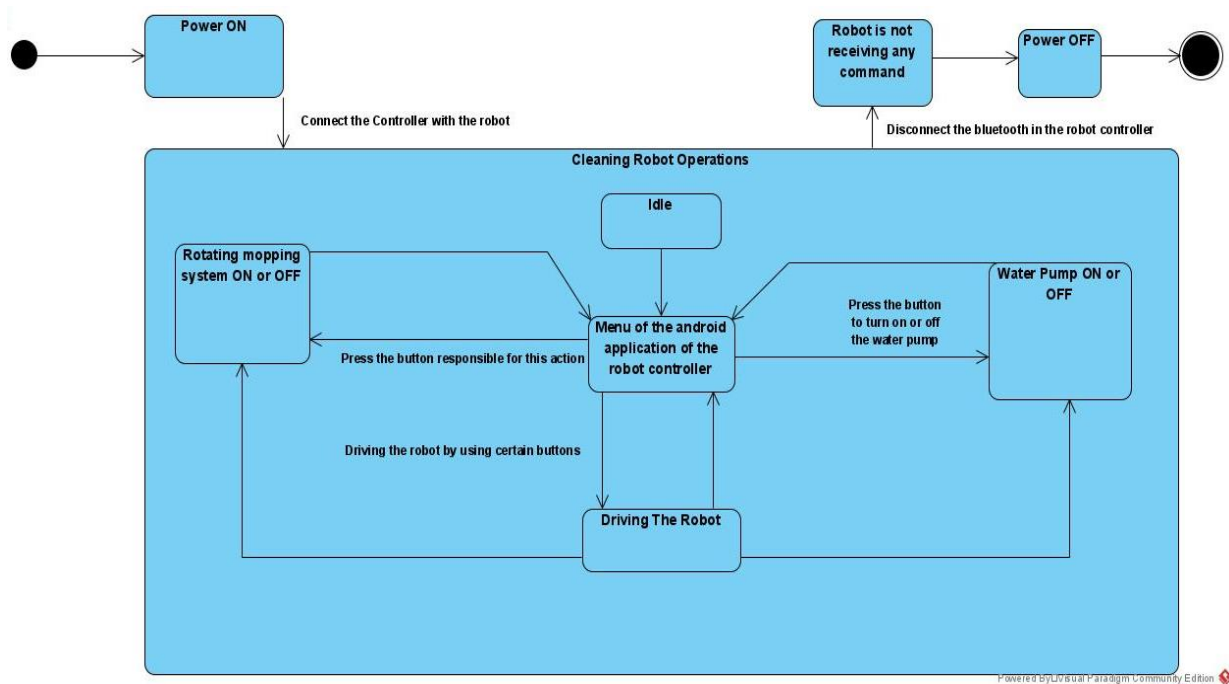 Power ON
Robot is not
receiving any
command
Power OFF
Connect the Controller with the robot
Disconnect the bluetooth in the robot controller
Cleaning Robot Operations
Idle
Rotating mopping
system ON or OFF
Water Pump ON or
OFF
Press the button
to turn on or off
the water pump
Menu of the android
application of the
robot controller
Press the button responsible for this action
Driving the robot by using certain buttons
Driving The Robot
Visual Paradigm Community Edition